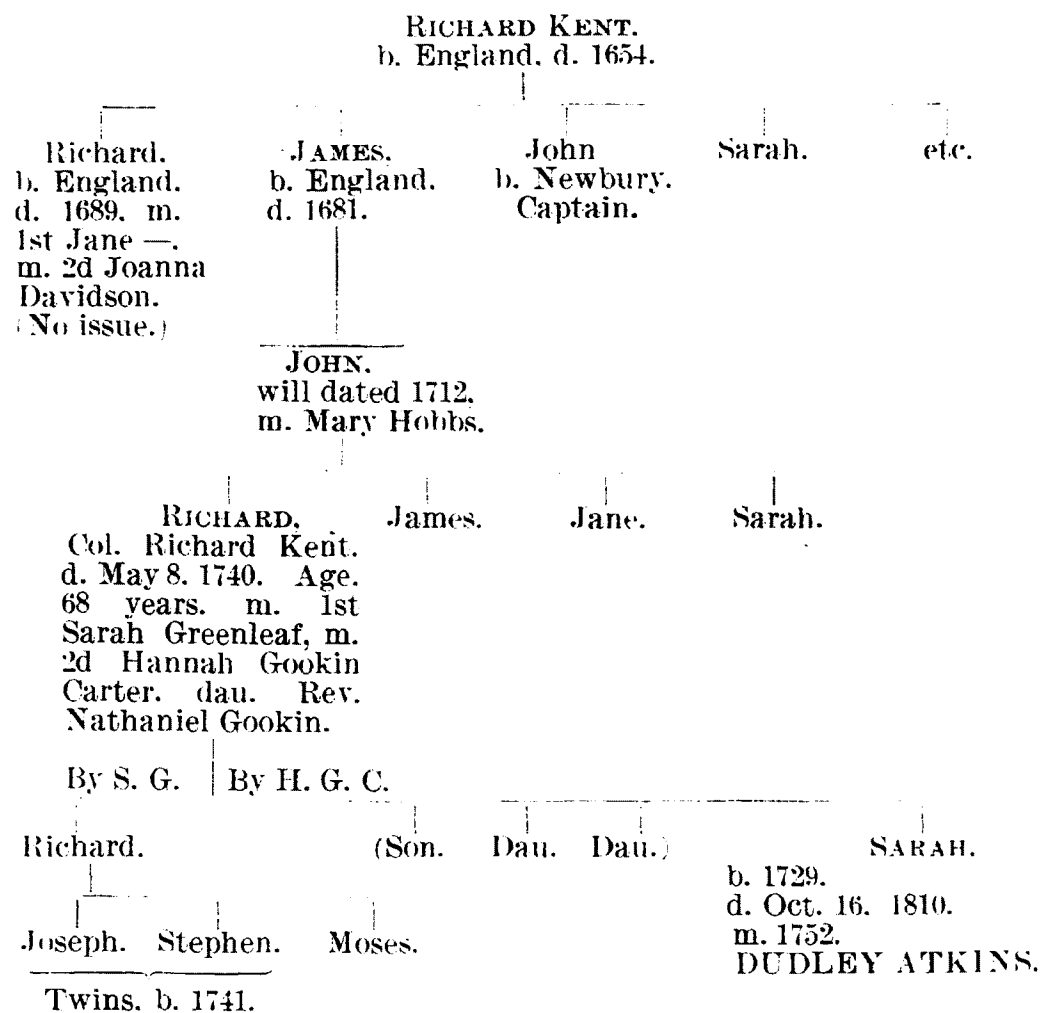 RICHARD KENT.
b. England. d. 1654.
Richard.
b. England.
d. 1689. m.
1st Jane —.
m. 2d Joanna
Davidson.
(No issue.)
JAMES.
b. England.
d. 1681.
John
b. Newbury.
Captain.
Sarah.
etc.
JOHN.
will dated 1712.
m. Mary Hobbs.
RICHARD.
Col. Richard Kent.
d. May 8. 1740. Age.
68 years. m. 1st
Sarah Greenleaf, m.
2d Hannah Gookin
Carter. dau. Rev.
Nathaniel Gookin.
James.
Jane.
Sarah.
By S. G.
By H. G. C.
Richard.
(Son.
Dau.
Dau.)
SARAH.
b. 1729.
d. Oct. 16. 1810.
m. 1752.
DUDLEY ATKINS.
Joseph.
Stephen.
Moses.
Twins. b. 1741.